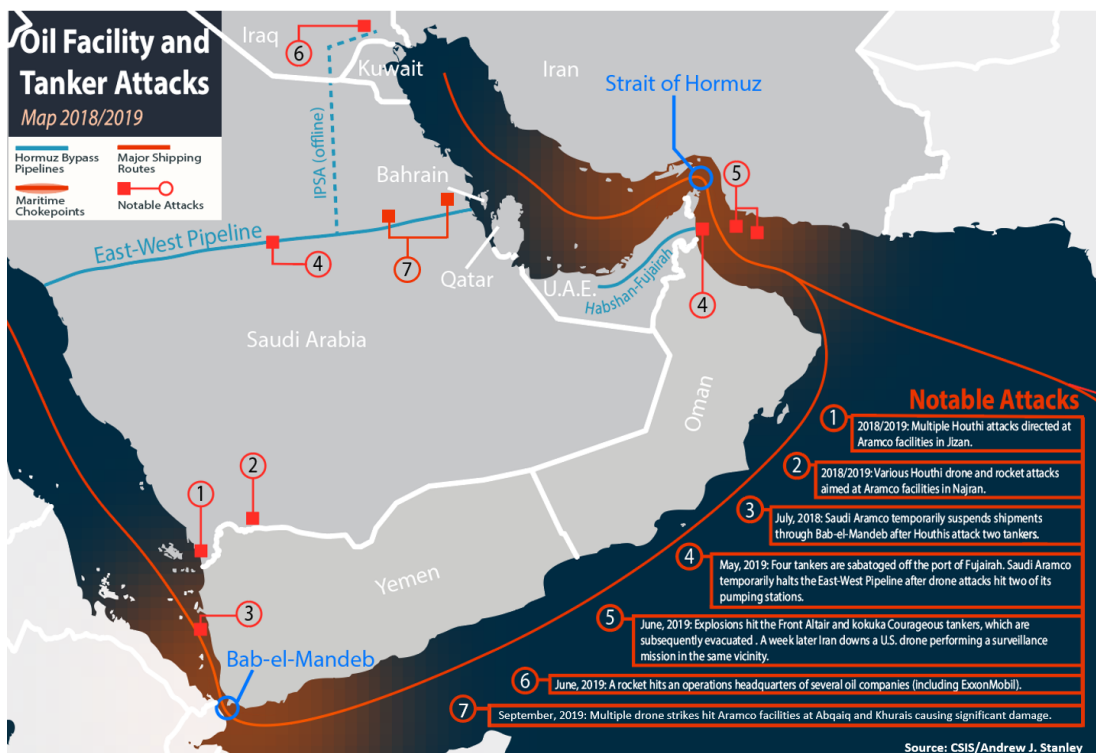 Oil Facility and
Tanker Attacks
Map 2018/2019
Hormuz Bypass
Pipelines
Major Shipping
Routes
Maritime
Chokepoints
Notable Attacks
Iraq
6
Kuwait
Iran
Strait of Hormuz
IPSA (offline)
Bahrain
5
East-West Pipeline
4
7
Qatar
U.A.E.
Habshan-Fujairah
4
Saudi Arabia
Oman
2
1
Yemen
3
Bab-el-Mandeb
Notable Attacks
1
2018/2019: Multiple Houthi attacks directed at
Aramco facilities in Jizan.
2
2018/2019: Various Houthi drone and rocket attacks
aimed at Aramco facilities in Najran.
3
July, 2018: Saudi Aramco temporarily suspends shipments
through Bab-el-Mandeb after Houthis attack two tankers.
4
May, 2019: Four tankers are sabatoged off the port of Fujairah. Saudi Aramco
temporarily halts the East-West Pipeline after drone attacks hit two of its
pumping stations.
5
June, 2019: Explosions hit the Front Altair and kokuka Courageous tankers, which are
subsequently evacuated . A week later Iran downs a U.S. drone performing a surveillance
mission in the same vicinity.
6
June, 2019: A rocket hits an operations headquarters of several oil companies (including ExxonMobil).
7
September, 2019: Multiple drone strikes hit Aramco facilities at Abqaiq and Khurais causing significant damage.
Source: CSIS/Andrew J. Stanley